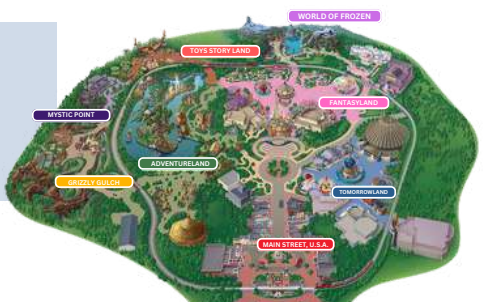 WORLD OF FROZEN
TOYS STORY LAND
FANTASYLAND
MYSTIC POINT
ADVENTURELAND
GRIZZLY GULCH
TOMORROWLAND
MAIN STREET, U.S.A.